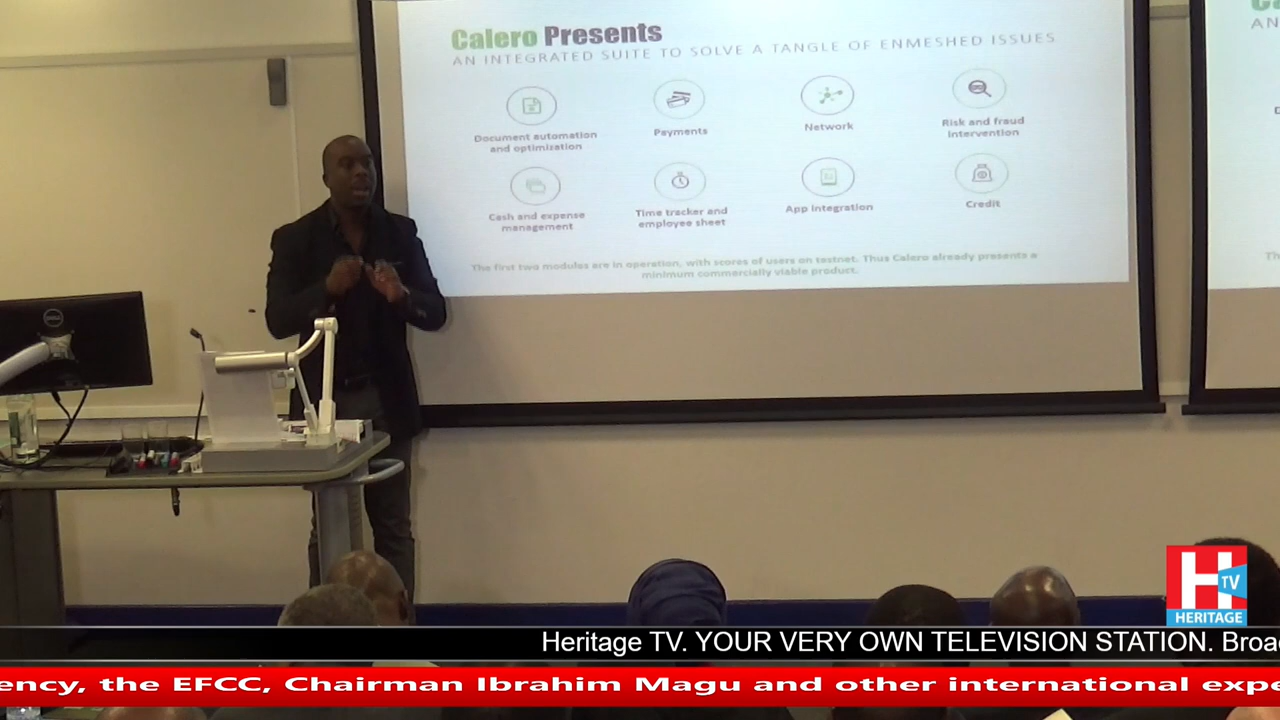 Calero Presents
AN INTEGRATED SUITE TO SOLVE A TANGLE OF ENMESHED ISSUES
Document automation
and optimization
Payments
Network
Risk and fraud
intervention
Cash and expense
management
Time tracker and
employee sheet
App integration
Credit
The first two modules are in operation, with scores of users on testnet. Thus Calero already presents a
minimum commercially viable product.
DELL
H
TV
HERITAGE
Heritage TV. YOUR VERY OWN TELEVISION STATION. Broa
ency, the EFCC, Chairman Ibrahim Magu and other international expe